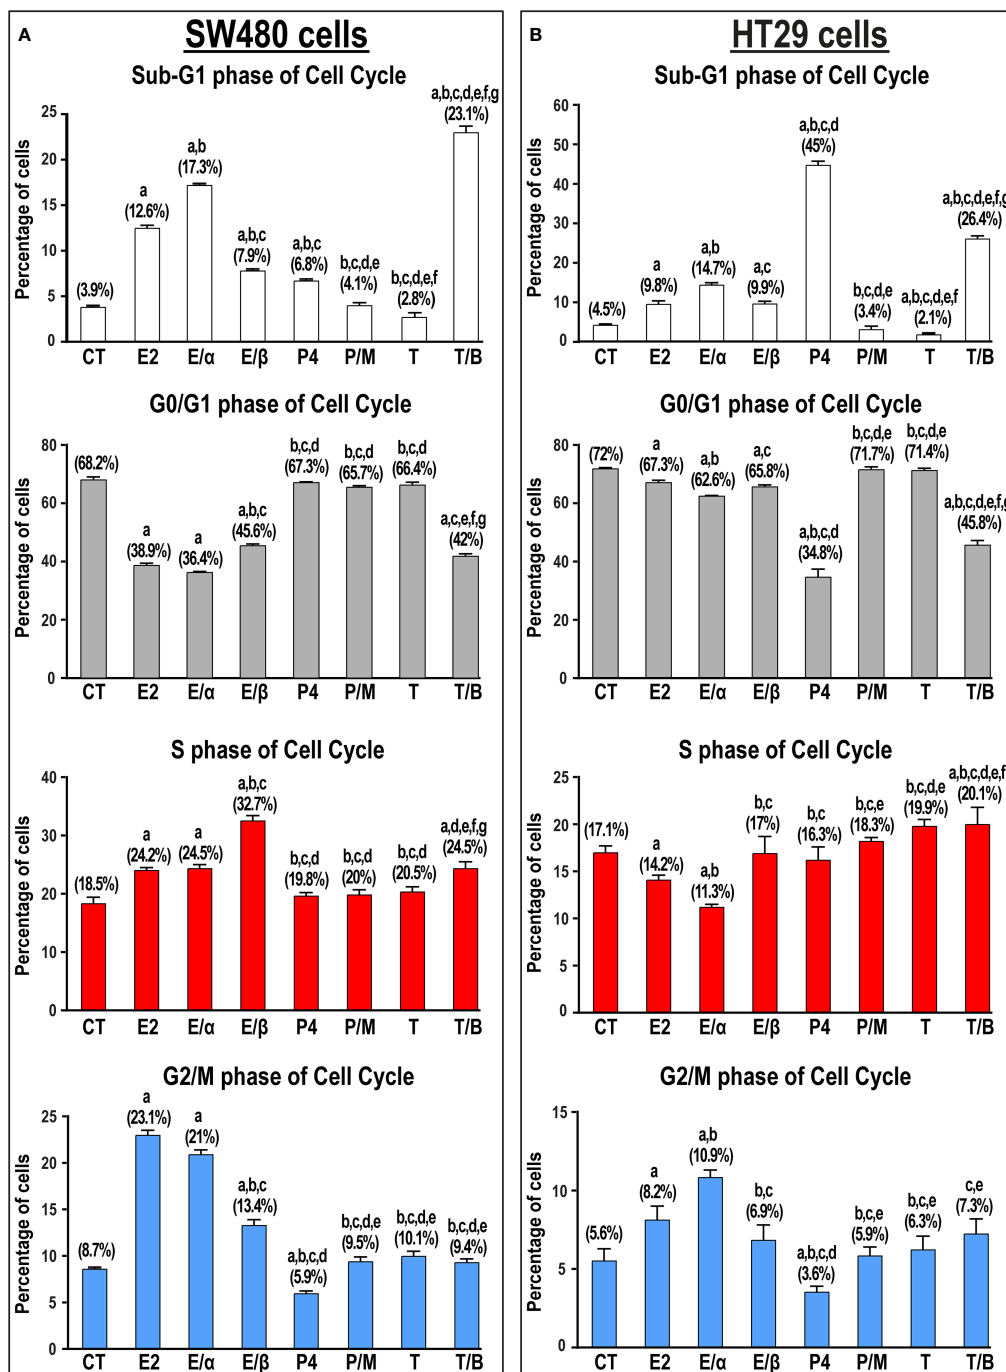 A
SW480 cells
Sub-G1 phase of Cell Cycle
Percentage of cells
25
20
15
10
5
0
(3.9%)
a
(12.6%)
a,b
(17.3%)
a,b,c
(7.9%)
a,b,c
(6.8%)
b,c,d,e
(4.1%)
b,c,d,e,f
(2.8%)
a,b,c,d,e,f,g
(23.1%)
CT E2 E/α E/β P4 P/M T T/B
G0/G1 phase of Cell Cycle
Percentage of cells
80
60
40
20
0
(68.2%)
a
(38.9%)
a
(36.4%)
a,b,c
(45.6%)
b,c,d
(67.3%)
b,c,d
(65.7%)
b,c,d
(66.4%)
a,c,e,f,g
(42%)
CT E2 E/α E/β P4 P/M T T/B
S phase of Cell Cycle
Percentage of cells
40
30
20
10
0
(18.5%)
a
(24.2%)
a
(24.5%)
a,b,c
(32.7%)
b,c,d
(19.8%)
b,c,d
(20%)
b,c,d
(20.5%)
a,d,e,f,g
(24.5%)
CT E2 E/α E/β P4 P/M T T/B
G2/M phase of Cell Cycle
Percentage of cells
25
20
15
10
5
0
(8.7%)
a
(23.1%)
a
(21%)
a,b,c
(13.4%)
a,b,c,d
(5.9%)
b,c,d,e
(9.5%)
b,c,d,e
(10.1%)
b,c,d,e
(9.4%)
CT E2 E/α E/β P4 P/M T T/B
B
HT29 cells
Sub-G1 phase of Cell Cycle
Percentage of cells
60
50
40
30
20
10
0
(4.5%)
a
(9.8%)
a,b
(14.7%)
a,c
(9.9%)
a,b,c,d
(45%)
b,c,d,e
(3.4%)
a,b,c,d,e,f
(2.1%)
a,b,c,d,e,f,g
(26.4%)
CT E2 E/α E/β P4 P/M T T/B
G0/G1 phase of Cell Cycle
Percentage of cells
80
60
40
20
0
(72%)
a
(67.3%)
a,b
(62.6%)
a,c
(65.8%)
a,b,c,d
(34.8%)
b,c,d,e
(71.7%)
b,c,d,e
(71.4%)
a,b,c,d,e,f,g
(45.8%)
CT E2 E/α E/β P4 P/M T T/B
S phase of Cell Cycle
Percentage of cells
25
20
15
10
5
0
(17.1%)
a
(14.2%)
a,b
(11.3%)
b,c
(17%)
b,c
(16.3%)
b,c,e
(18.3%)
b,c,d,e
(19.9%)
a,b,c,d,e,f
(20.1%)
CT E2 E/α E/β P4 P/M T T/B
G2/M phase of Cell Cycle
Percentage of cells
15
10
5
0
(5.6%)
a
(8.2%)
a,b
(10.9%)
b,c
(6.9%)
a,b,c,d
(3.6%)
b,c,e
(5.9%)
b,c,e
(6.3%)
c,e
(7.3%)
CT E2 E/α E/β P4 P/M T T/B